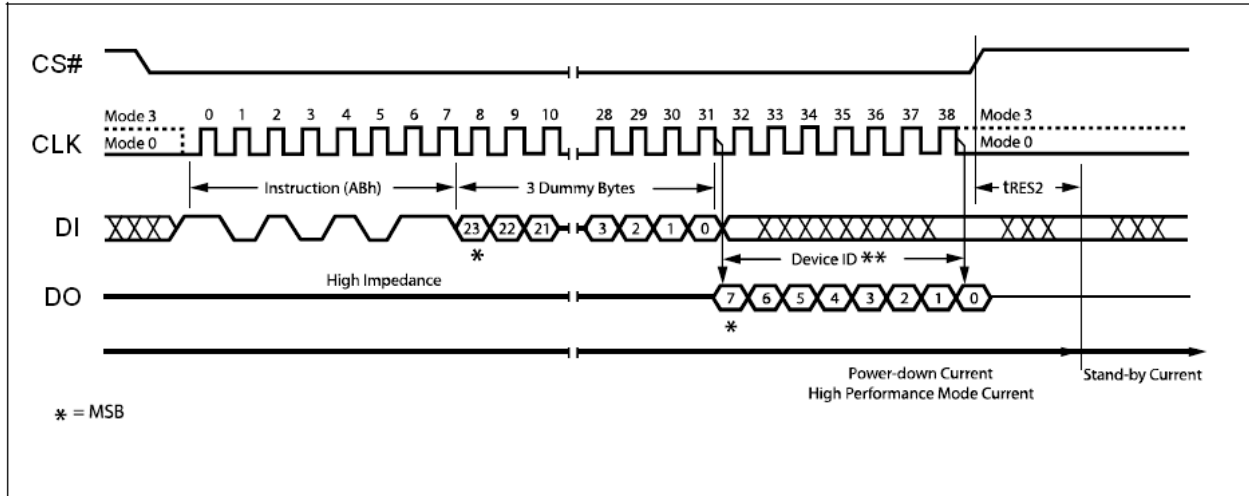 CS#
Mode 3 0 1 2 3 4 5 6 7 8 9 10 28 29 30 31 32 33 34 35 36 37 38 Mode 3
CLK Mode 0 Mode 0
Instruction (ABh) 3 Dummy Bytes tRES2
DI 23 22 21 3 2 1 0
* Device ID **
High Impedance
DO 7 6 5 4 3 2 1 0
*
Power-down Current Stand-by Current
High Performance Mode Current
* = MSB